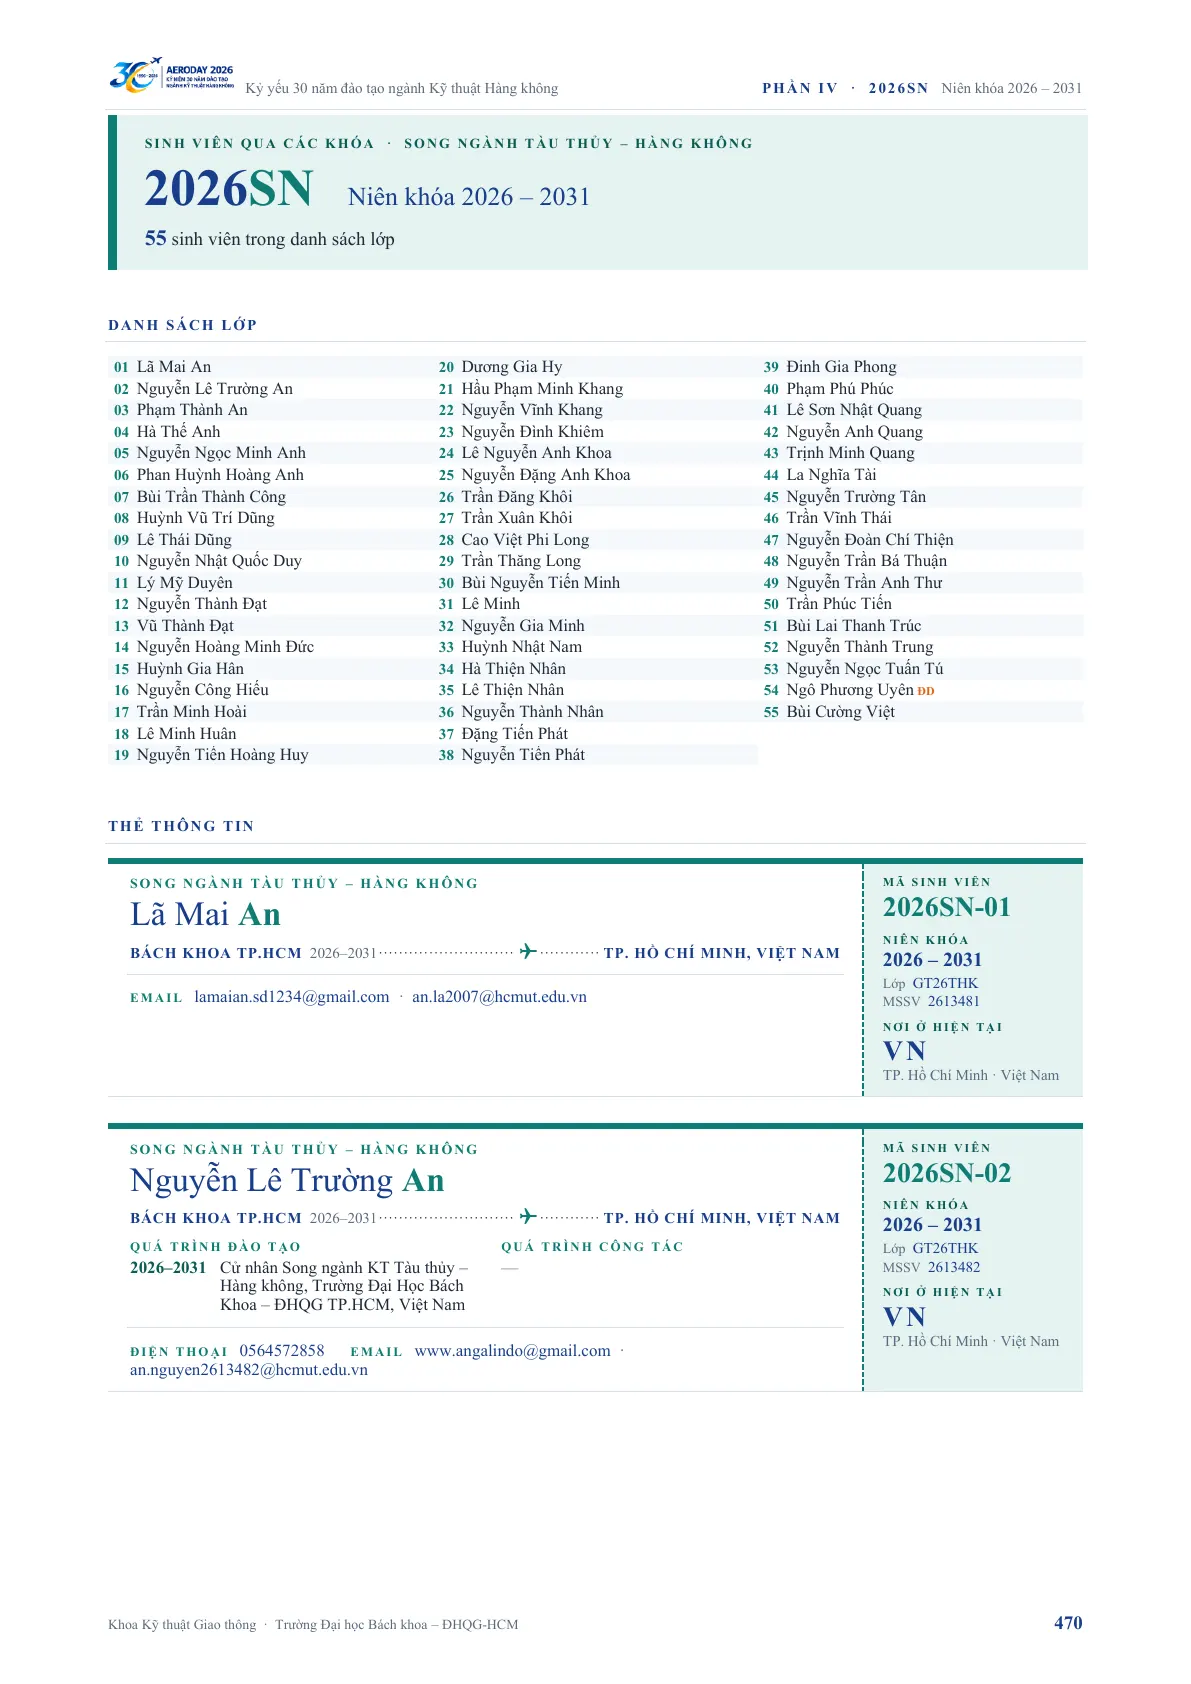 AERODAY 2026
1996 - 2026
KỶ NIỆM 30 NĂM ĐÀO TẠO
NGÀNH KỸ THUẬT HÀNG KHÔNG
Kỷ yếu 30 năm đào tạo ngành Kỹ thuật Hàng không
PHẦN IV · 2026SN Niên khóa 2026 – 2031
SINH VIÊN QUA CÁC KHÓA · SONG NGÀNH TÀU THỦY – HÀNG KHÔNG
2026SN Niên khóa 2026 – 2031
55 sinh viên trong danh sách lớp
DANH SÁCH LỚP
01 Lã Mai An
02 Nguyễn Lê Trường An
03 Phạm Thành An
04 Hà Thế Anh
05 Nguyễn Ngọc Minh Anh
06 Phan Huỳnh Hoàng Anh
07 Bùi Trần Thành Công
08 Huỳnh Vũ Trí Dũng
09 Lê Thái Dũng
10 Nguyễn Nhật Quốc Duy
11 Lý Mỹ Duyên
12 Nguyễn Thành Đạt
13 Vũ Thành Đạt
14 Nguyễn Hoàng Minh Đức
15 Huỳnh Gia Hân
16 Nguyễn Công Hiếu
17 Trần Minh Hoài
18 Lê Minh Huân
19 Nguyễn Tiến Hoàng Huy
20 Dương Gia Hy
21 Hầu Phạm Minh Khang
22 Nguyễn Vĩnh Khang
23 Nguyễn Đình Khiêm
24 Lê Nguyễn Anh Khoa
25 Nguyễn Đặng Anh Khoa
26 Trần Đăng Khôi
27 Trần Xuân Khôi
28 Cao Việt Phi Long
29 Trần Thăng Long
30 Bùi Nguyễn Tiến Minh
31 Lê Minh
32 Nguyễn Gia Minh
33 Huỳnh Nhật Nam
34 Hà Thiện Nhân
35 Lê Thiện Nhân
36 Nguyễn Thành Nhân
37 Đặng Tiến Phát
38 Nguyễn Tiến Phát
39 Đinh Gia Phong
40 Phạm Phú Phúc
41 Lê Sơn Nhật Quang
42 Nguyễn Anh Quang
43 Trịnh Minh Quang
44 La Nghĩa Tài
45 Nguyễn Trường Tân
46 Trần Vĩnh Thái
47 Nguyễn Đoàn Chí Thiện
48 Nguyễn Trần Bá Thuận
49 Nguyễn Trần Anh Thư
50 Trần Phúc Tiến
51 Bùi Lai Thanh Trúc
52 Nguyễn Thành Trung
53 Nguyễn Ngọc Tuấn Tú
54 Ngô Phương Uyên ĐD
55 Bùi Cường Việt
THẺ THÔNG TIN
SONG NGÀNH TÀU THỦY – HÀNG KHÔNG
Lã Mai An
BÁCH KHOA TP.HCM 2026–2031 TP. HỒ CHÍ MINH, VIỆT NAM
EMAIL lamaian.sd1234@gmail.com · an.la2007@hcmut.edu.vn
MÃ SINH VIÊN
2026SN-01
NIÊN KHÓA
2026 – 2031
Lớp GT26THK
MSSV 2613481
NƠI Ở HIỆN TẠI
VN
TP. Hồ Chí Minh · Việt Nam
SONG NGÀNH TÀU THỦY – HÀNG KHÔNG
Nguyễn Lê Trường An
BÁCH KHOA TP.HCM 2026–2031 TP. HỒ CHÍ MINH, VIỆT NAM
QUÁ TRÌNH ĐÀO TẠO
2026–2031 Cử nhân Song ngành KT Tàu thủy –
Hàng không, Trường Đại Học Bách
Khoa – ĐHQG TP.HCM, Việt Nam
QUÁ TRÌNH CÔNG TÁC
—
ĐIỆN THOẠI 0564572858 EMAIL www.angalindo@gmail.com ·
an.nguyen2613482@hcmut.edu.vn
MÃ SINH VIÊN
2026SN-02
NIÊN KHÓA
2026 – 2031
Lớp GT26THK
MSSV 2613482
NƠI Ở HIỆN TẠI
VN
TP. Hồ Chí Minh · Việt Nam
Khoa Kỹ thuật Giao thông · Trường Đại học Bách khoa – ĐHQG-HCM
470